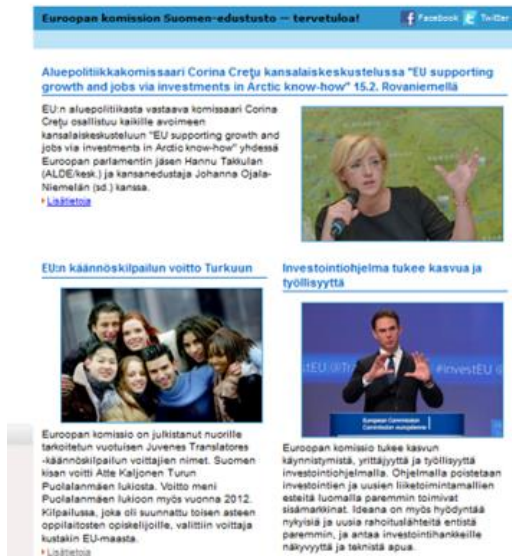 Euroopan komission Suomen-edustusto — tervetuloa!
Facebook
Twitter
Aluepolitiikkakomissaari Corina Crețu kansalaiskeskustelussa "EU supporting
growth and jobs via investments in Arctic know-how" 15.2. Rovaniemellä
EU:n aluepolitiikasta vastaava komissaari Corina
Crețu osallistuu kaikille avoimeen
kansalaiskeskusteluun "EU supporting growth and
jobs via investments in Arctic know-how" yhdessä
Euroopan parlamentin jäsen Hannu Takkulan
(ALDE/kesk.) ja kansanedustaja Johanna Ojala-
Niemelän (sd.) kanssa.
Lisätietoja
EU:n käännöskilpailun voitto Turkuun
Euroopan komissio on julkistanut nuorille
tarkoitetun vuotuisen Juvenes Translatores
-käännöskilpailun voittajien nimet. Suomen
kisan voitti Atte Kaljonen Turun
Puolalanmäen lukiosta. Voitto meni
Puolalanmäen lukioon myös vuonna 2012.
Kilpailussa, joka oli suunnattu toisen asteen
oppilaitosten opiskelijoille, valittiin voittaja
kustakin EU-maasta.
Lisätietoja
Investointiohjelma tukee kasvua ja
työllisyyttä
#investEU
European Commission
Commission européenne
Euroopan komissio tukee kasvun
käynnistymistä, yrittäjyyttä ja työllisyyttä
investointiohjelmalla. Ohjelmalla poistetaan
investointien ja uusien liiketoimintamallien
esteitä luomalla paremmin toimivat
sisämarkkinat. Ideana on myös hyödyntää
nykyisiä ja uusia rahoituslähteitä entistä
paremmin, ja antaa investointihankkeille
näkyvyyttä ja teknistä apua.